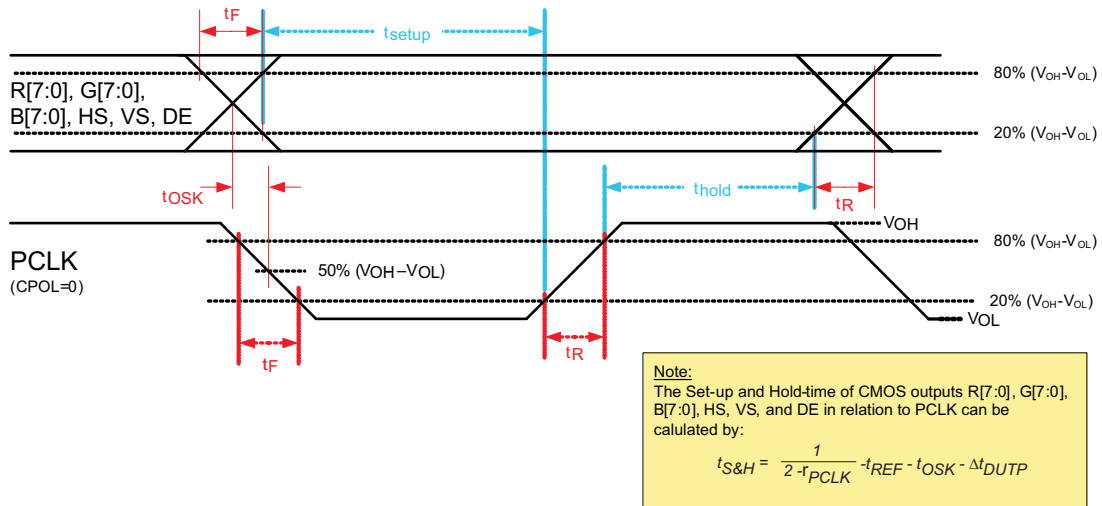 tF
tsetup
80% (VOH-VOL)
R[7:0], G[7:0],
B[7:0], HS, VS, DE
20% (VOH-VOL)
tOSK
thold
tR
VOH
80% (VOH-VOL)
PCLK
(CPOL=0)
50% (VOH–VOL)
20% (VOH-VOL)
VOL
tF
tR
Note:
The Set-up and Hold-time of CMOS outputs R[7:0], G[7:0],
B[7:0], HS, VS, and DE in relation to PCLK can be
calulated by:
tS&H = 1 / 2 -rPCLK -tREF - tOSK - ΔtDUTP